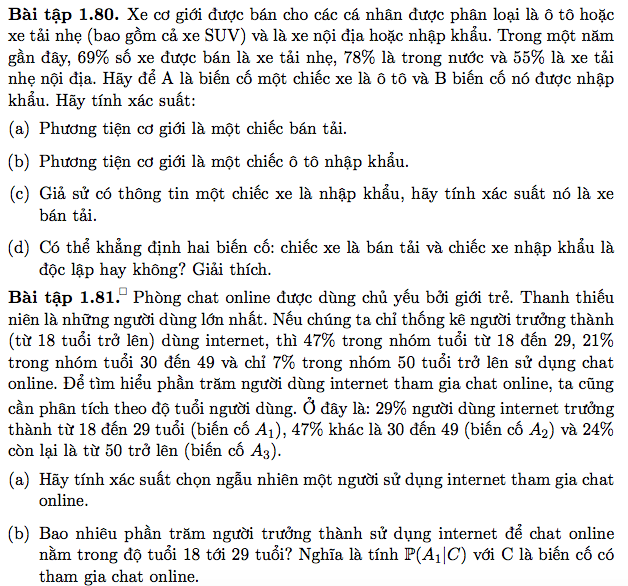 Bài tập 1.80. Xe cơ giới được bán cho các cá nhân được phân loại là ô tô hoặc
xe tải nhẹ (bao gồm cả xe SUV) và là xe nội địa hoặc nhập khẩu. Trong một năm
gần đây, 69% số xe được bán là xe tải nhẹ, 78% là trong nước và 55% là xe tải
nhẹ nội địa. Hãy để A là biến cố một chiếc xe là ô tô và B biến cố nó được nhập
khẩu. Hãy tính xác suất:
(a) Phương tiện cơ giới là một chiếc bán tải.
(b) Phương tiện cơ giới là một chiếc ô tô nhập khẩu.
(c) Giả sử có thông tin một chiếc xe là nhập khẩu, hãy tính xác suất nó là xe
bán tải.
(d) Có thể khẳng định hai biến cố: chiếc xe là bán tải và chiếc xe nhập khẩu là
độc lập hay không? Giải thích.
Bài tập 1.81.□ Phòng chat online được dùng chủ yếu bởi giới trẻ. Thanh thiếu
niên là những người dùng lớn nhất. Nếu chúng ta chỉ thống kê người trưởng thành
(từ 18 tuổi trở lên) dùng internet, thì 47% trong nhóm tuổi từ 18 đến 29, 21%
trong nhóm tuổi 30 đến 49 và chỉ 7% trong nhóm 50 tuổi trở lên sử dụng chat
online. Để tìm hiểu phần trăm người dùng internet tham gia chat online, ta cũng
cần phân tích theo độ tuổi người dùng. Ở đây là: 29% người dùng internet trưởng
thành từ 18 đến 29 tuổi (biến cố A₁), 47% khác là 30 đến 49 (biến cố A₂) và 24%
còn lại là từ 50 trở lên (biến cố A₃).
(a) Hãy tính xác suất chọn ngẫu nhiên một người sử dụng internet tham gia chat
online.
(b) Bao nhiêu phần trăm người trưởng thành sử dụng internet để chat online
nằm trong độ tuổi 18 tới 29 tuổi? Nghĩa là tính ℙ(A₁|C) với C là biến cố có
tham gia chat online.